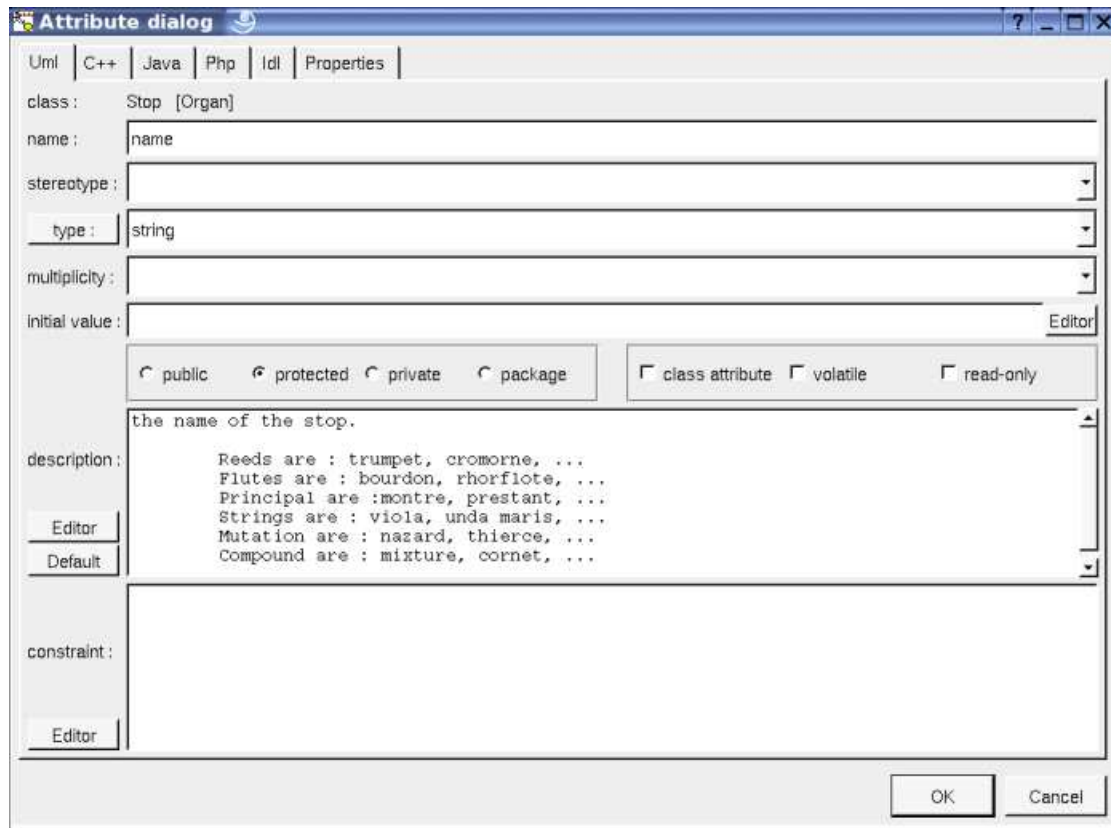 Attribute dialog ? _ □ X
Uml C++ Java Php Idl Properties
class : Stop [Organ]
name : name
stereotype :
type : string
multiplicity :
initial value : Editor
public protected private package class attribute volatile read-only
the name of the stop.
description : Reeds are : trumpet, cromorne, ...
Flutes are : bourdon, rhorflote, ...
Principal are :montre, prestant, ...
Editor Strings are : viola, unda maris, ...
Mutation are : nazard, thierce, ...
Default Compound are : mixture, cornet, ...
constraint :
Editor
OK Cancel